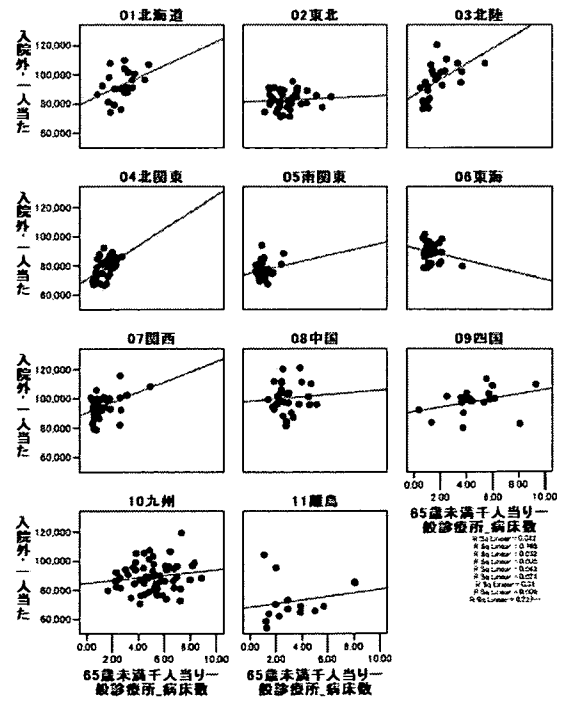 01北海道
02東北
03北陸
入院外・一人当た
120,000
100,000
80,000
60,000
04北関東
05南関東
06東海
入院外・一人当た
120,000
100,000
80,000
60,000
07関西
08中国
09四国
入院外・一人当た
120,000
100,000
80,000
60,000
0.00 2.00 4.00 6.00 8.00 10.00
65歳未満千人当り一
般診療所_病床数
10九州
11離島
入院外・一人当た
120,000
100,000
80,000
60,000
0.00 2.00 4.00 6.00 8.00 10.00
0.00 2.00 4.00 6.00 8.00 10.00
65歳未満千人当り一
般診療所_病床数
65歳未満千人当り一
般診療所_病床数